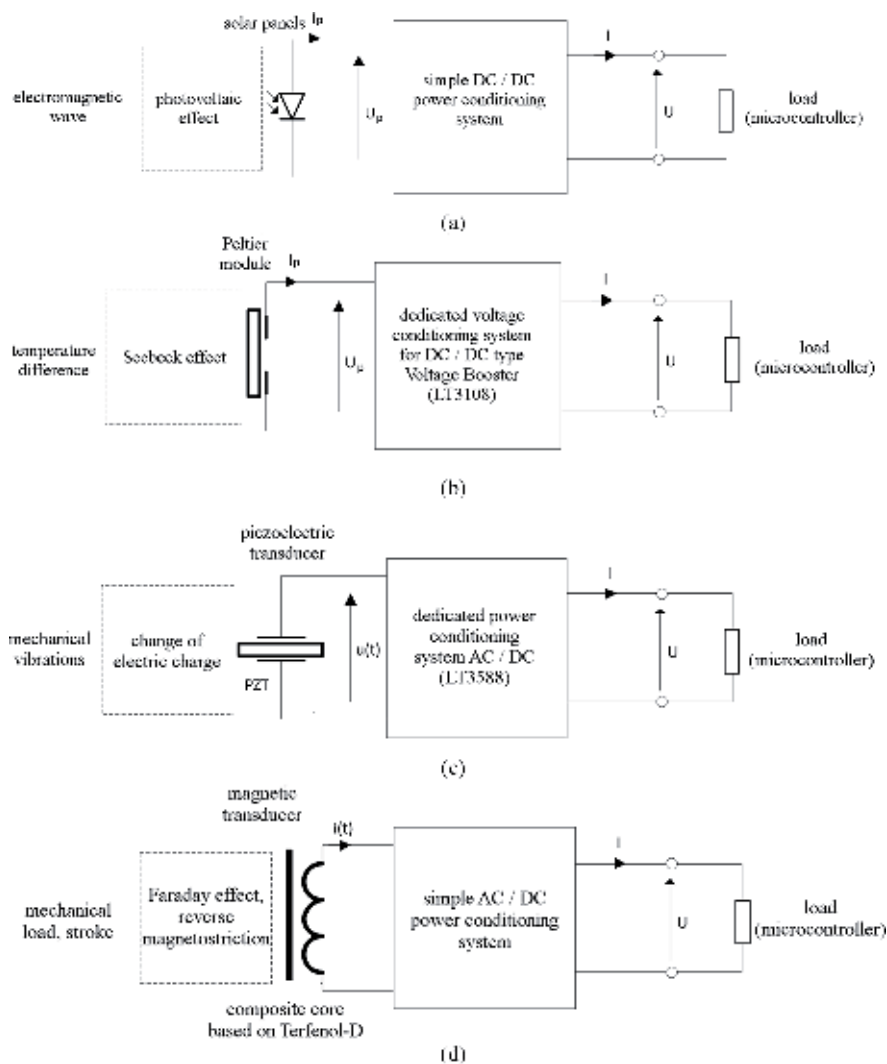 solar panels
Ip
electromagnetic
wave
photovoltaic
effect
Up
simple DC / DC
power conditioning
system
I
U
load
(microcontroller)
(a)
Peltier
module
Ip
temperature
difference
Seebeck effect
Up
dedicated voltage
conditioning system
for DC / DC type
Voltage Booster
(LT3108)
I
U
load
(microcontroller)
(b)
piezoelectric
transducer
mechanical
vibrations
change of
electric charge
PZT
u(t)
dedicated power
conditioning
system AC / DC
(LT3588)
I
U
load
(microcontroller)
(c)
magnetic
transducer
i(t)
mechanical
load, stroke
Faraday effect,
reverse
magnetostriction
simple AC / DC
power conditioning
system
I
U
load
(microcontroller)
composite core
based on Terfenol-D
(d)